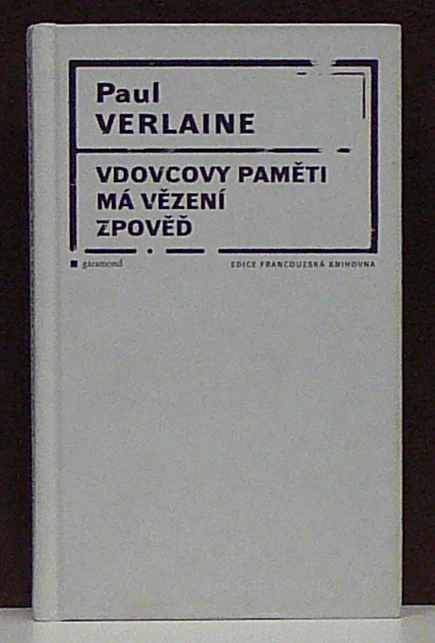 Paul
VERLAINE
VDOVCOVY PAMĚTI
MÁ VĚZENÍ
ZPOVĚĎ
garamond
EDICE FRANCOUZSKÁ KNIHOVNA